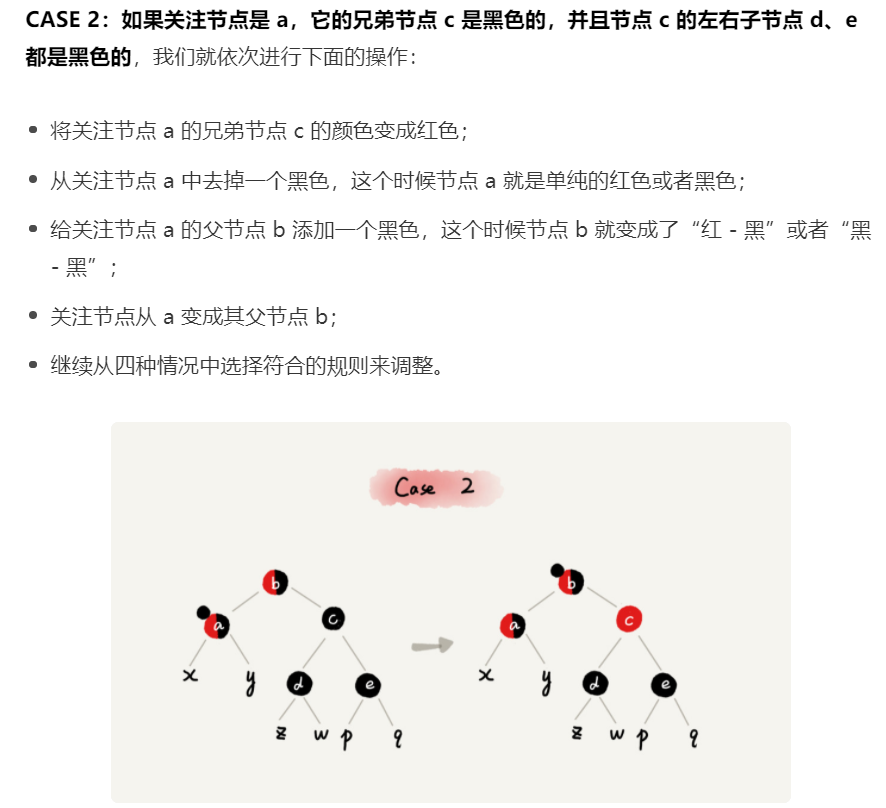 CASE 2：如果关注节点是 a，它的兄弟节点 c 是黑色的，并且节点 c 的左右子节点 d、e
都是黑色的，我们就依次进行下面的操作：
将关注节点 a 的兄弟节点 c 的颜色变成红色；
从关注节点 a 中去掉一个黑色，这个时候节点 a 就是单纯的红色或者黑色；
给关注节点 a 的父节点 b 添加一个黑色，这个时候节点 b 就变成了“红 - 黑”或者“黑
- 黑”；
关注节点从 a 变成其父节点 b；
继续从四种情况中选择符合的规则来调整。
Case 2
b b
a c a c
x y d e x y d e
z w p q z w p q